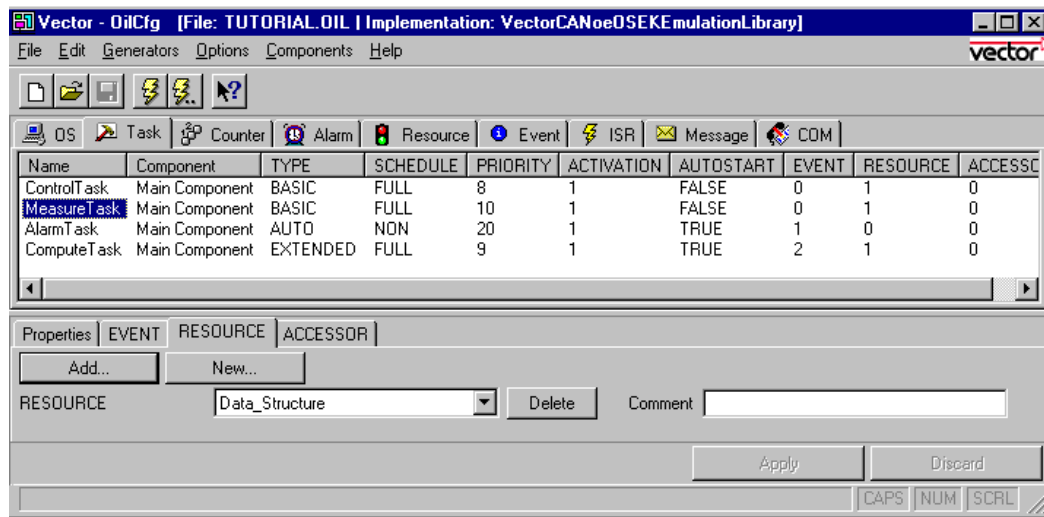 Vector - OilCfg [File: TUTORIAL.OIL | Implementation: VectorCANoeOSEKEmulationLibrary]
File Edit Generators Options Components Help vector
OS Task Counter Alarm Resource Event ISR Message COM
Name Component TYPE SCHEDULE PRIORITY ACTIVATION AUTOSTART EVENT RESOURCE ACCESSO
ControlTask Main Component BASIC FULL 8 1 FALSE 0 1 0
MeasureTask Main Component BASIC FULL 10 1 FALSE 0 1 0
AlarmTask Main Component AUTO NON 20 1 TRUE 1 0 0
ComputeTask Main Component EXTENDED FULL 9 1 TRUE 2 1 0
Properties EVENT RESOURCE ACCESSOR
Add... New...
RESOURCE Data_Structure Delete Comment
Apply Discard
CAPS NUM SCRL